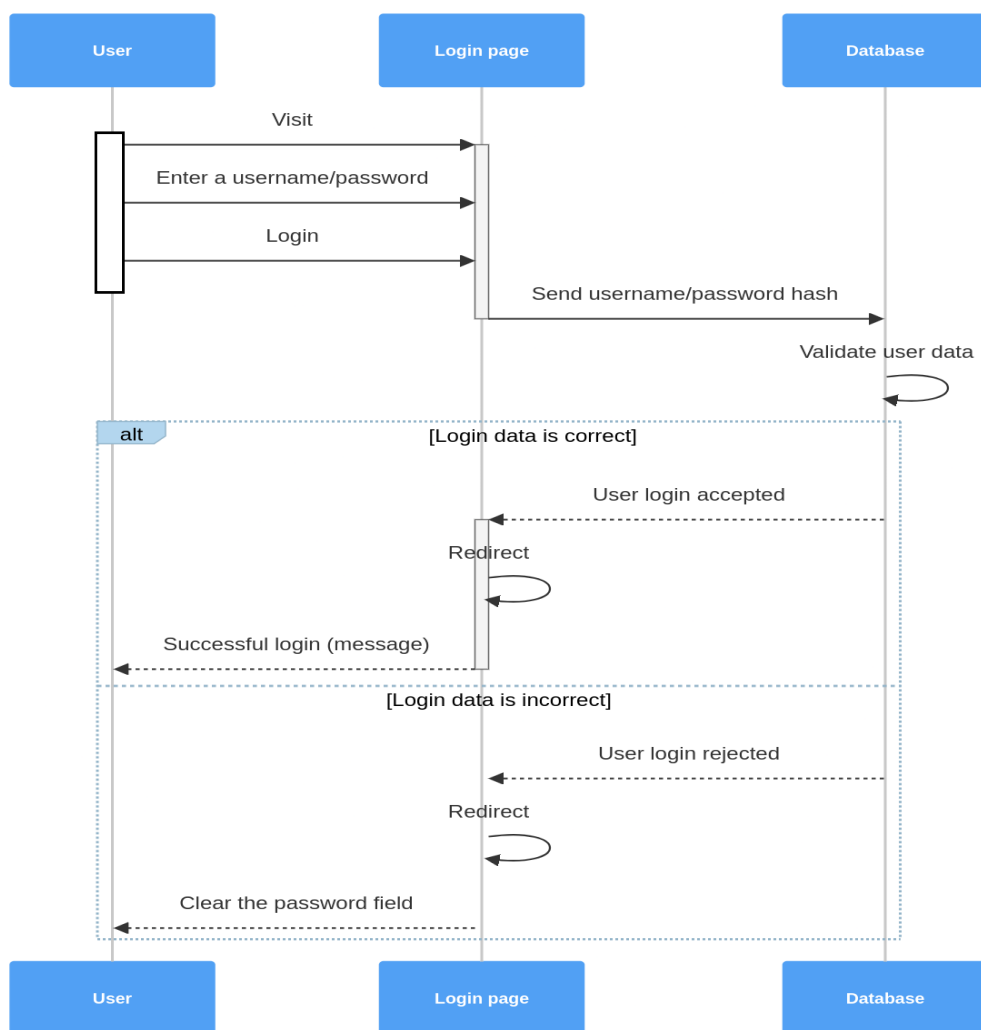 User
Login page
Database
Visit
Enter a username/password
Login
Send username/password hash
Validate user data
alt
[Login data is correct]
User login accepted
Redirect
Successful login (message)
[Login data is incorrect]
User login rejected
Redirect
Clear the password field
User
Login page
Database